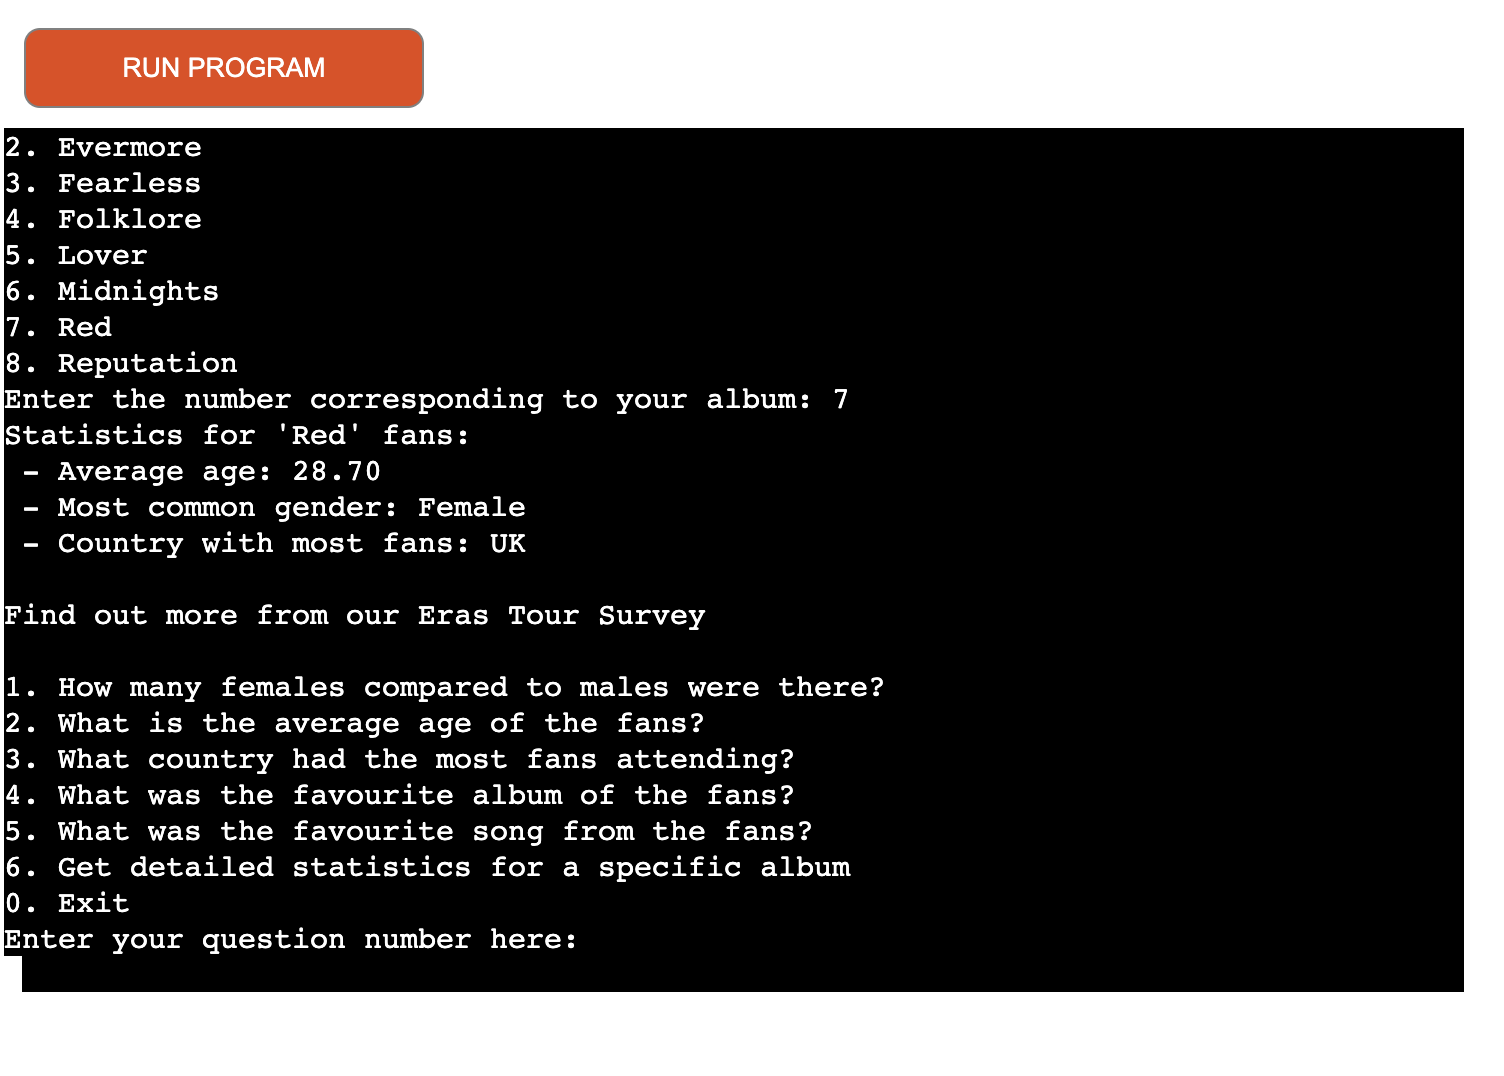 RUN PROGRAM
2. Evermore
3. Fearless
4. Folklore
5. Lover
6. Midnights
7. Red
8. Reputation
Enter the number corresponding to your album: 7
Statistics for 'Red' fans:
 - Average age: 28.70
 - Most common gender: Female
 - Country with most fans: UK

Find out more from our Eras Tour Survey

1. How many females compared to males were there?
2. What is the average age of the fans?
3. What country had the most fans attending?
4. What was the favourite album of the fans?
5. What was the favourite song from the fans?
6. Get detailed statistics for a specific album
0. Exit
Enter your question number here: